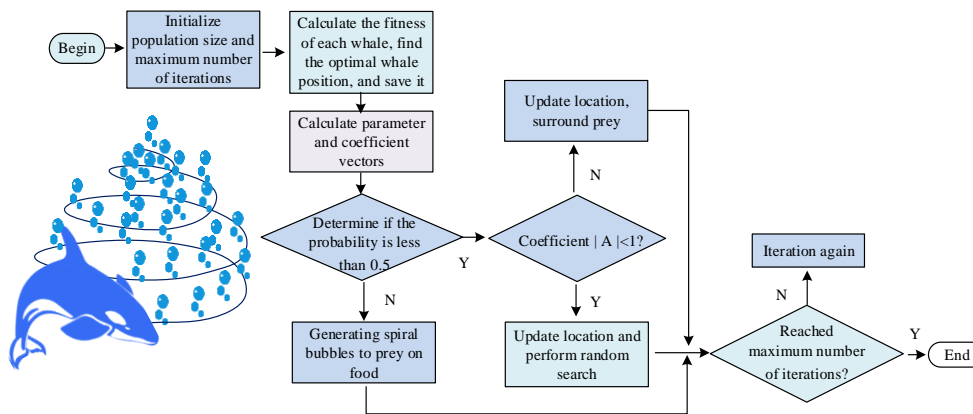 Begin
Initialize
population size and
maximum number
of iterations
Calculate the fitness
of each whale, find
the optimal whale
position, and save it
Calculate parameter
and coefficient
vectors
Determine if the
probability is less
than 0.5
Y
N
Generating spiral
bubbles to prey on
food
Update location,
surround prey
N
Coefficient | A |<1?
Y
Update location and
perform random
search
Iteration again
N
Reached
maximum number
of iterations?
Y
End